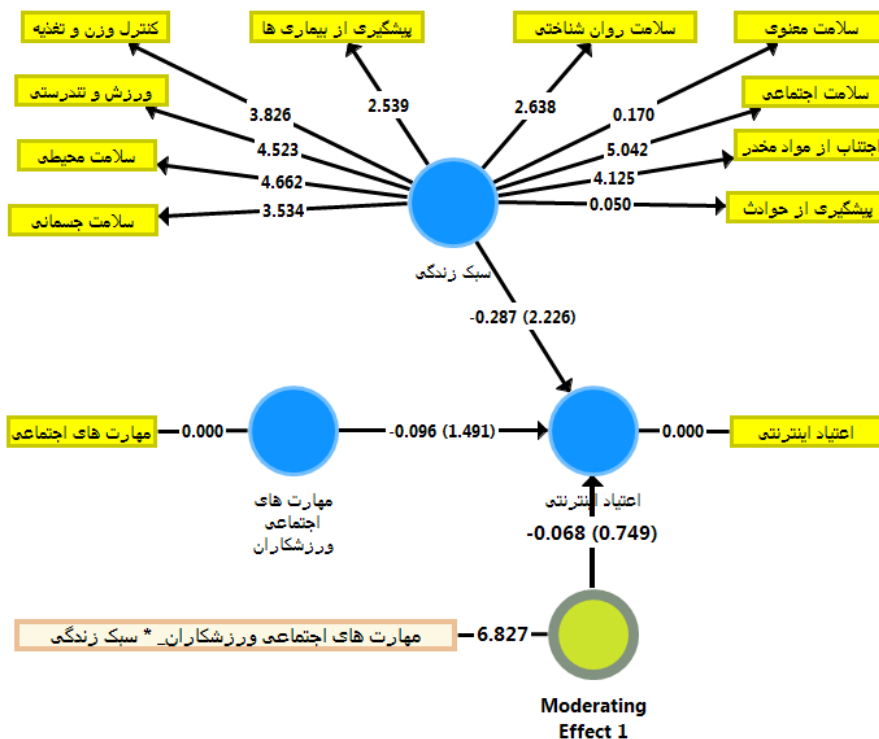 کنترل وزن و تغذیه
پیشگیری از بیماری ها
سلامت روان شناختی
سلامت معنوی
ورزش و تندرستی
سلامت اجتماعی
سلامت محیطی
اجتناب از مواد مخدر
سلامت جسمانی
پیشگیری از حوادث
3.826
2.539
2.638
0.170
4.523
5.042
4.662
4.125
3.534
0.050
سبک زندگی
-0.287 (2.226)
مهارت های اجتماعی
0.000
-0.096 (1.491)
0.000
اعتیاد اینترنتی
مهارت های
اجتماعی
ورزشکاران
اعتیاد اینترنتی
-0.068 (0.749)
مهارت های اجتماعی ورزشکاران_ * سبک زندگی
6.827
Moderating
Effect 1